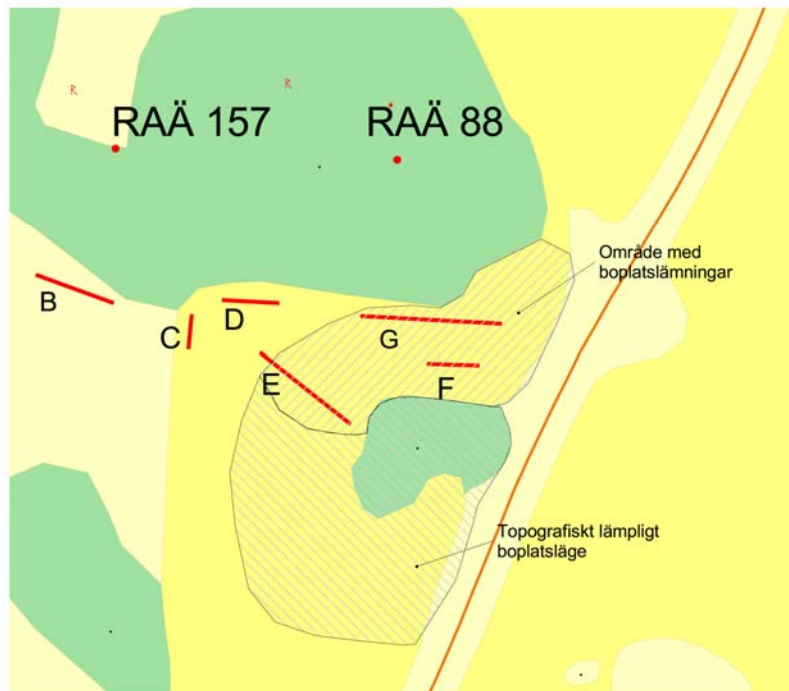 R
R
RAÄ 157
RAÄ 88
Område med
boplatslämningar
B
C
D
G
E
F
Topografiskt lämpligt
boplatsläge